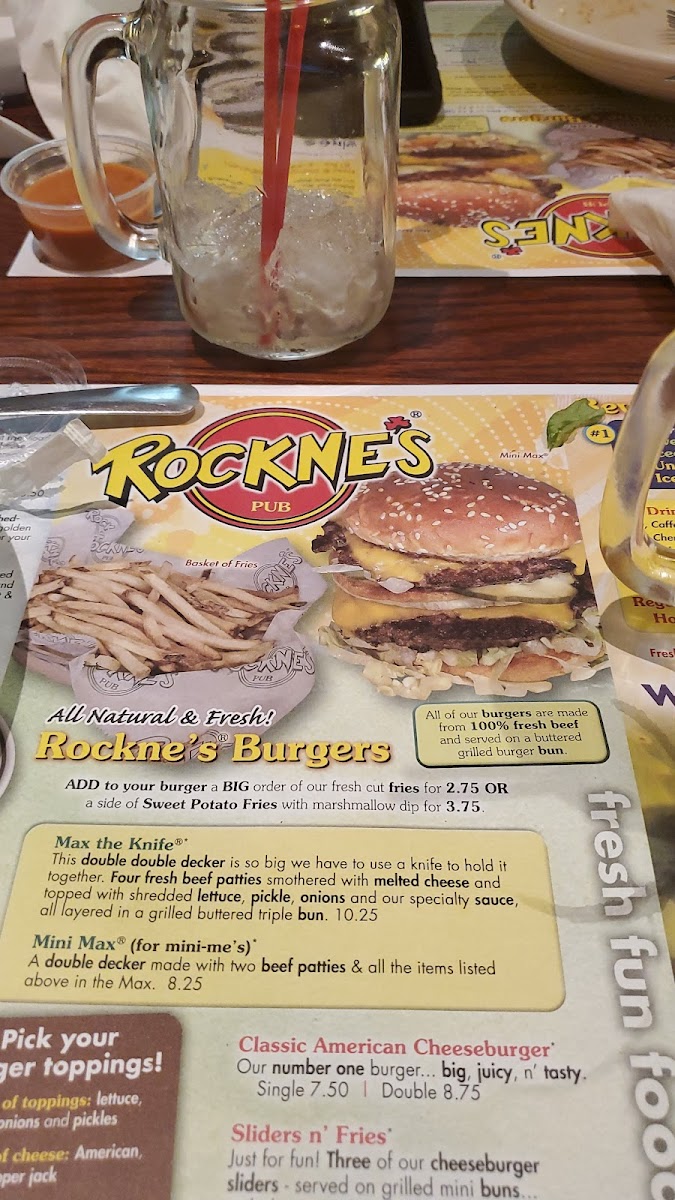 ROCKNE'S®
PUB
Mini Max®
Basket of Fries
All Natural & Fresh!
Rockne's® Burgers
All of our burgers are made
from 100% fresh beef
and served on a buttered
grilled burger bun.
ADD to your burger a BIG order of our fresh cut fries for 2.75 OR
a side of Sweet Potato Fries with marshmallow dip for 3.75.
Max the Knife®*
This double double decker is so big we have to use a knife to hold it
together. Four fresh beef patties smothered with melted cheese and
topped with shredded lettuce, pickle, onions and our specialty sauce,
all layered in a grilled buttered triple bun. 10.25
Mini Max® (for mini-me's)*
A double decker made with two beef patties & all the items listed
above in the Max. 8.25
Pick your
ger toppings!
of toppings: lettuce,
onions and pickles
of cheese: American,
per jack
Classic American Cheeseburger*
Our number one burger... big, juicy, n' tasty.
Single 7.50 | Double 8.75
Sliders n' Fries*
Just for fun! Three of our cheeseburger
sliders - served on grilled mini buns...
fresh fun foo
#1